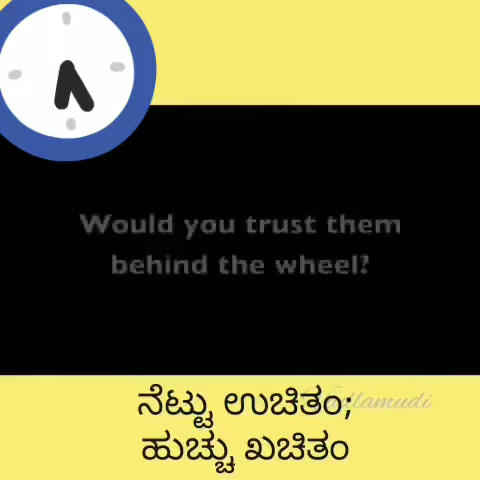 Would you trust them
behind the wheel?
ನೆಟ್ಟು ಉಚಿತಂ;
ಹುಚ್ಚು ಖಚಿತಂ